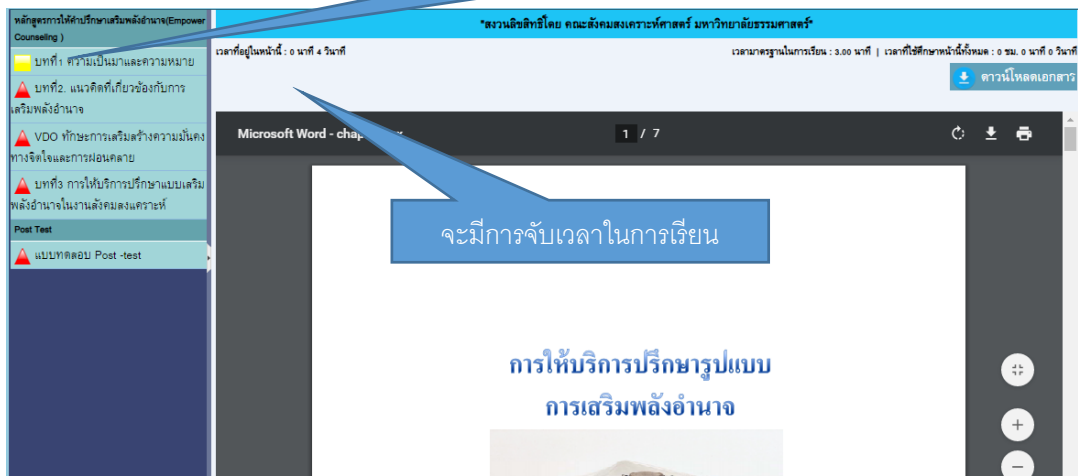 หลักสูตรการให้คำปรึกษาเสริมพลังอำนาจ(Empower
Counseling )
บทที่1 ความเป็นมาและความหมาย
บทที่2. แนวคิดที่เกี่ยวข้องกับการ
เสริมพลังอำนาจ
VDO ทักษะการเสริมสร้างความมั่นคง
ทางจิตใจและการผ่อนคลาย
บทที่3 การให้บริการปรึกษาแบบเสริม
พลังอำนาจในงานสังคมสงเคราะห์
Post Test
แบบทดสอบ Post -test
*สงวนลิขสิทธิ์โดย คณะสังคมสงเคราะห์ศาสตร์ มหาวิทยาลัยธรรมศาสตร์*
เวลาที่อยู่ในหน้านี้ : 0 นาที 4 วินาที
เวลามาตรฐานในการเรียน : 3.00 นาที | เวลาที่ใช้ศึกษาหน้านี้ทั้งหมด : 0 ชม. 0 นาที 0 วินาที
ดาวน์โหลดเอกสาร
Microsoft Word - chap
1 / 7
จะมีการจับเวลาในการเรียน
การให้บริการปรึกษารูปแบบ
การเสริมพลังอำนาจ